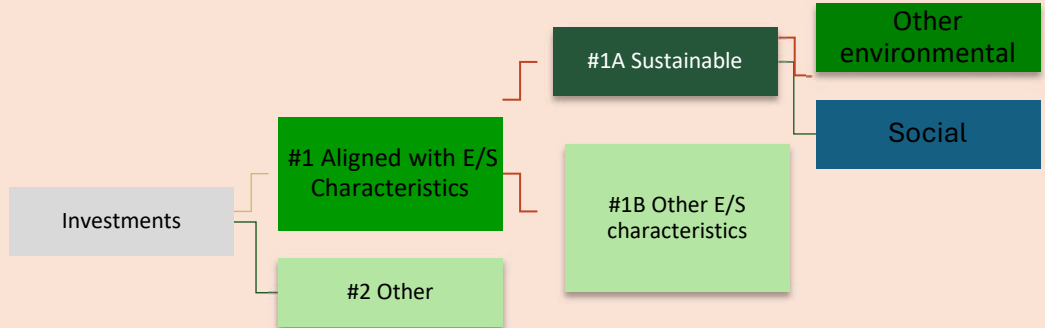 Investments
#1 Aligned with E/S
Characteristics
#2 Other
#1A Sustainable
#1B Other E/S
characteristics
Other
environmental
Social